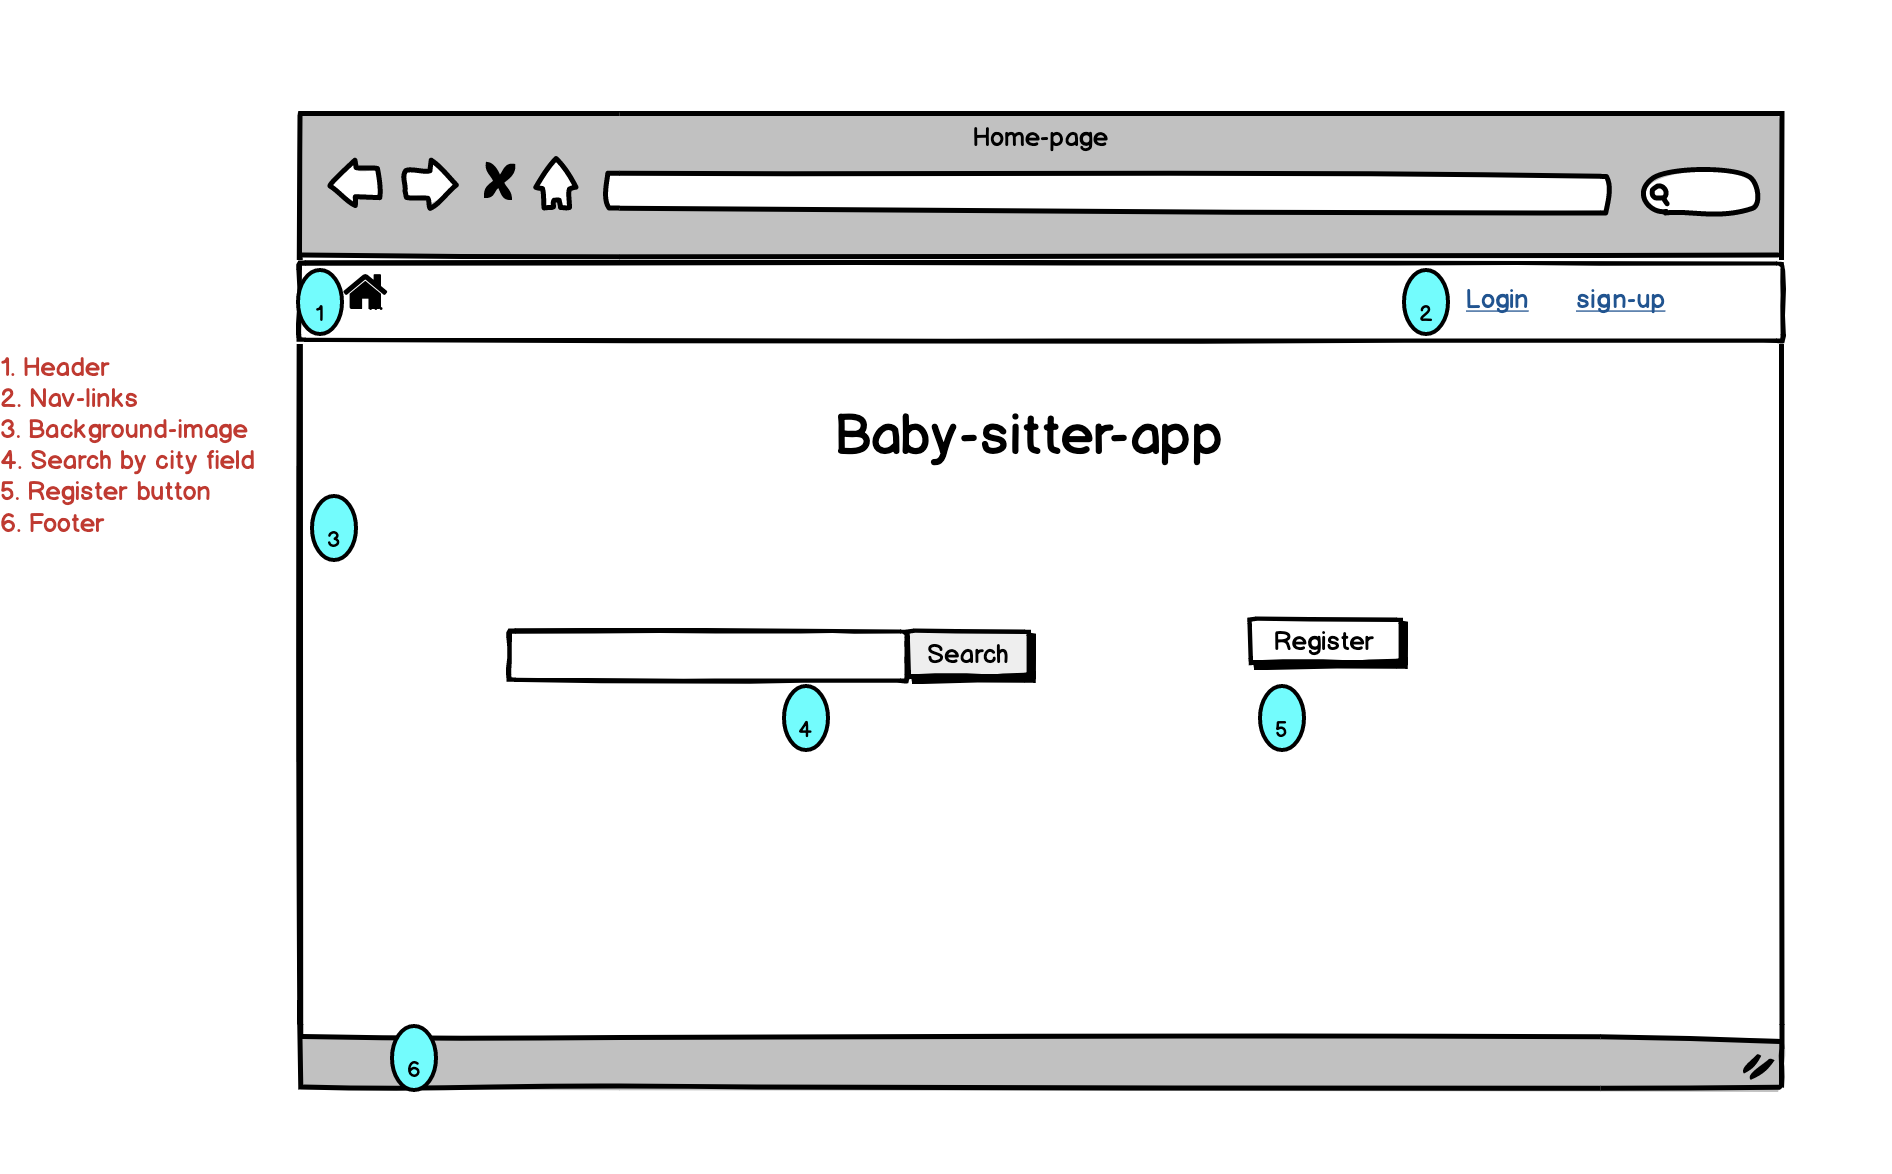 Home-page
1
2
Login
sign-up
1. Header
2. Nav-links
3. Background-image
4. Search by city field
5. Register button
6. Footer
Baby-sitter-app
3
Search
Register
4
5
6